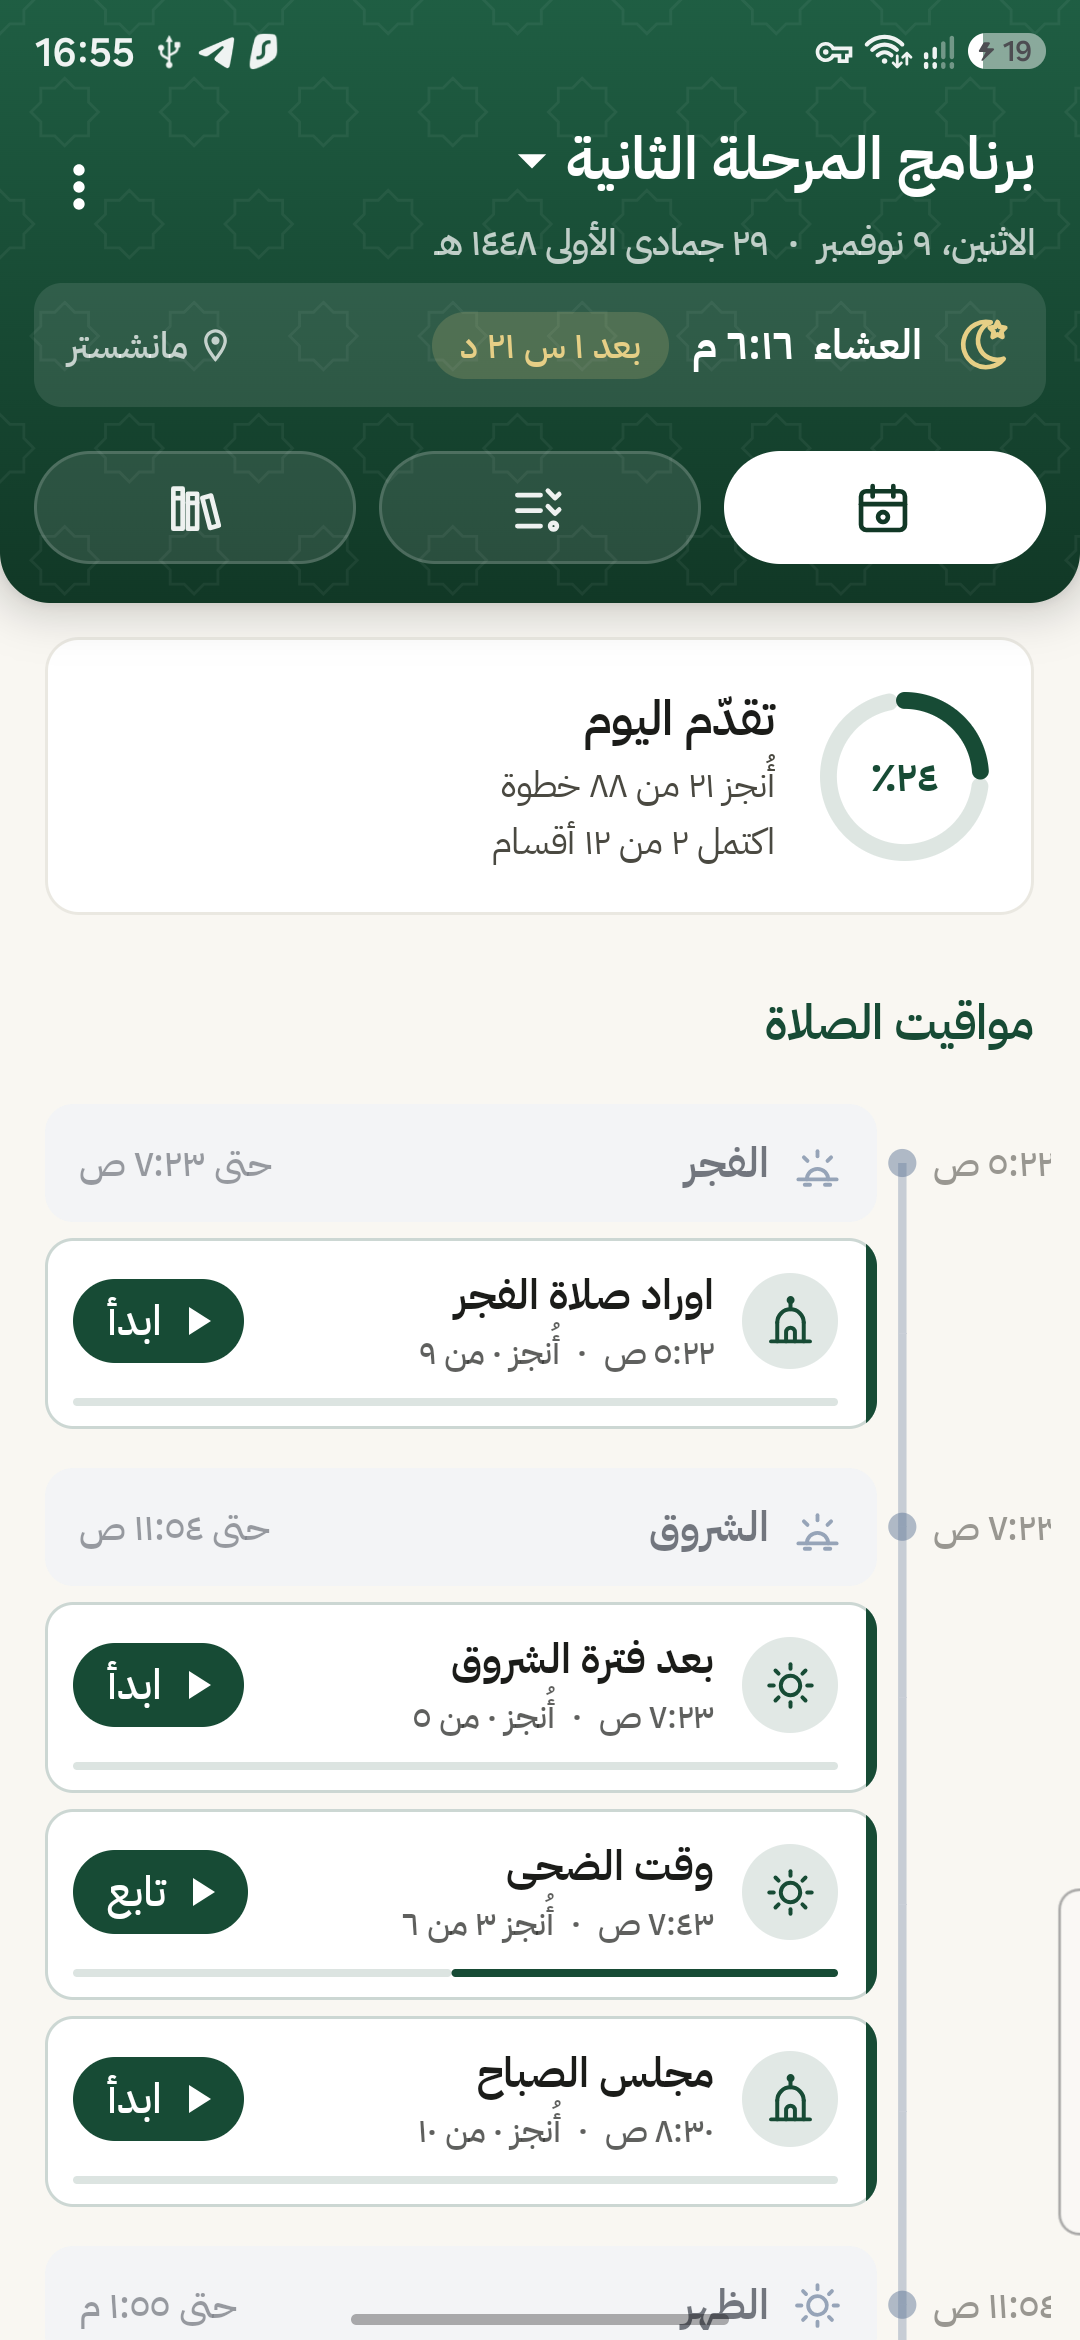 16:55
19
برنامج المرحلة الثانية
الاثنين، ٩ نوفمبر · ٢٩ جمادى الأولى ١٤٤٨ هـ
العشاء ٦:١٦ م بعد ١ س ٢١ د مانشستر
تقدّم اليوم
٪٢٤
أُنجز ٢١ من ٨٨ خطوة
اكتمل ٢ من ١٢ أقسام
مواقيت الصلاة
٥:٢٢ ص الفجر حتى ٧:٢٣ ص
اوراد صلاة الفجر
٥:٢٢ ص · أُنجز ٠ من ٩
ابدأ
٧:٢٣ ص الشروق حتى ١١:٥٤ ص
بعد فترة الشروق
٧:٢٣ ص · أُنجز ٠ من ٥
ابدأ
وقت الضحى
٧:٤٣ ص · أُنجز ٣ من ٦
تابع
مجلس الصباح
٨:٣٠ ص · أُنجز ٠ من ١٠
ابدأ
١١:٥٤ ص الظهر حتى ١:٥٥ م